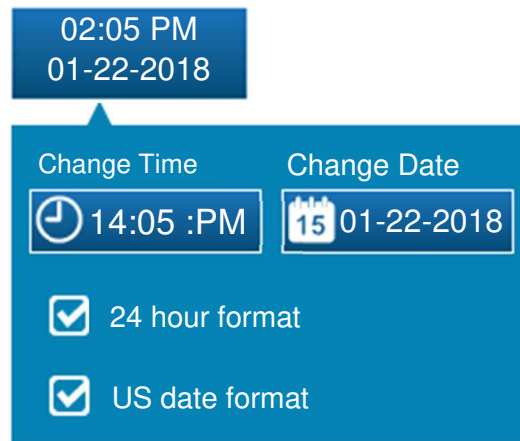 02:05 PM
01-22-2018
Change Time
Change Date
14:05 :PM
15
01-22-2018
24 hour format
US date format